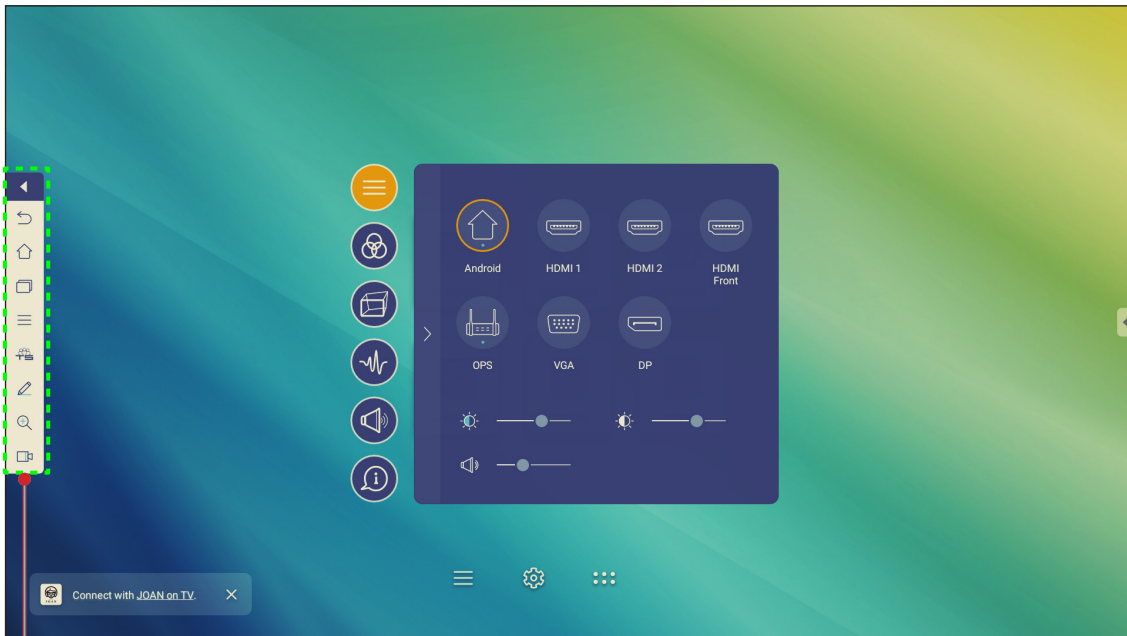 Android
HDMI 1
HDMI 2
HDMI
Front
OPS
VGA
DP
Connect with JOAN on TV.